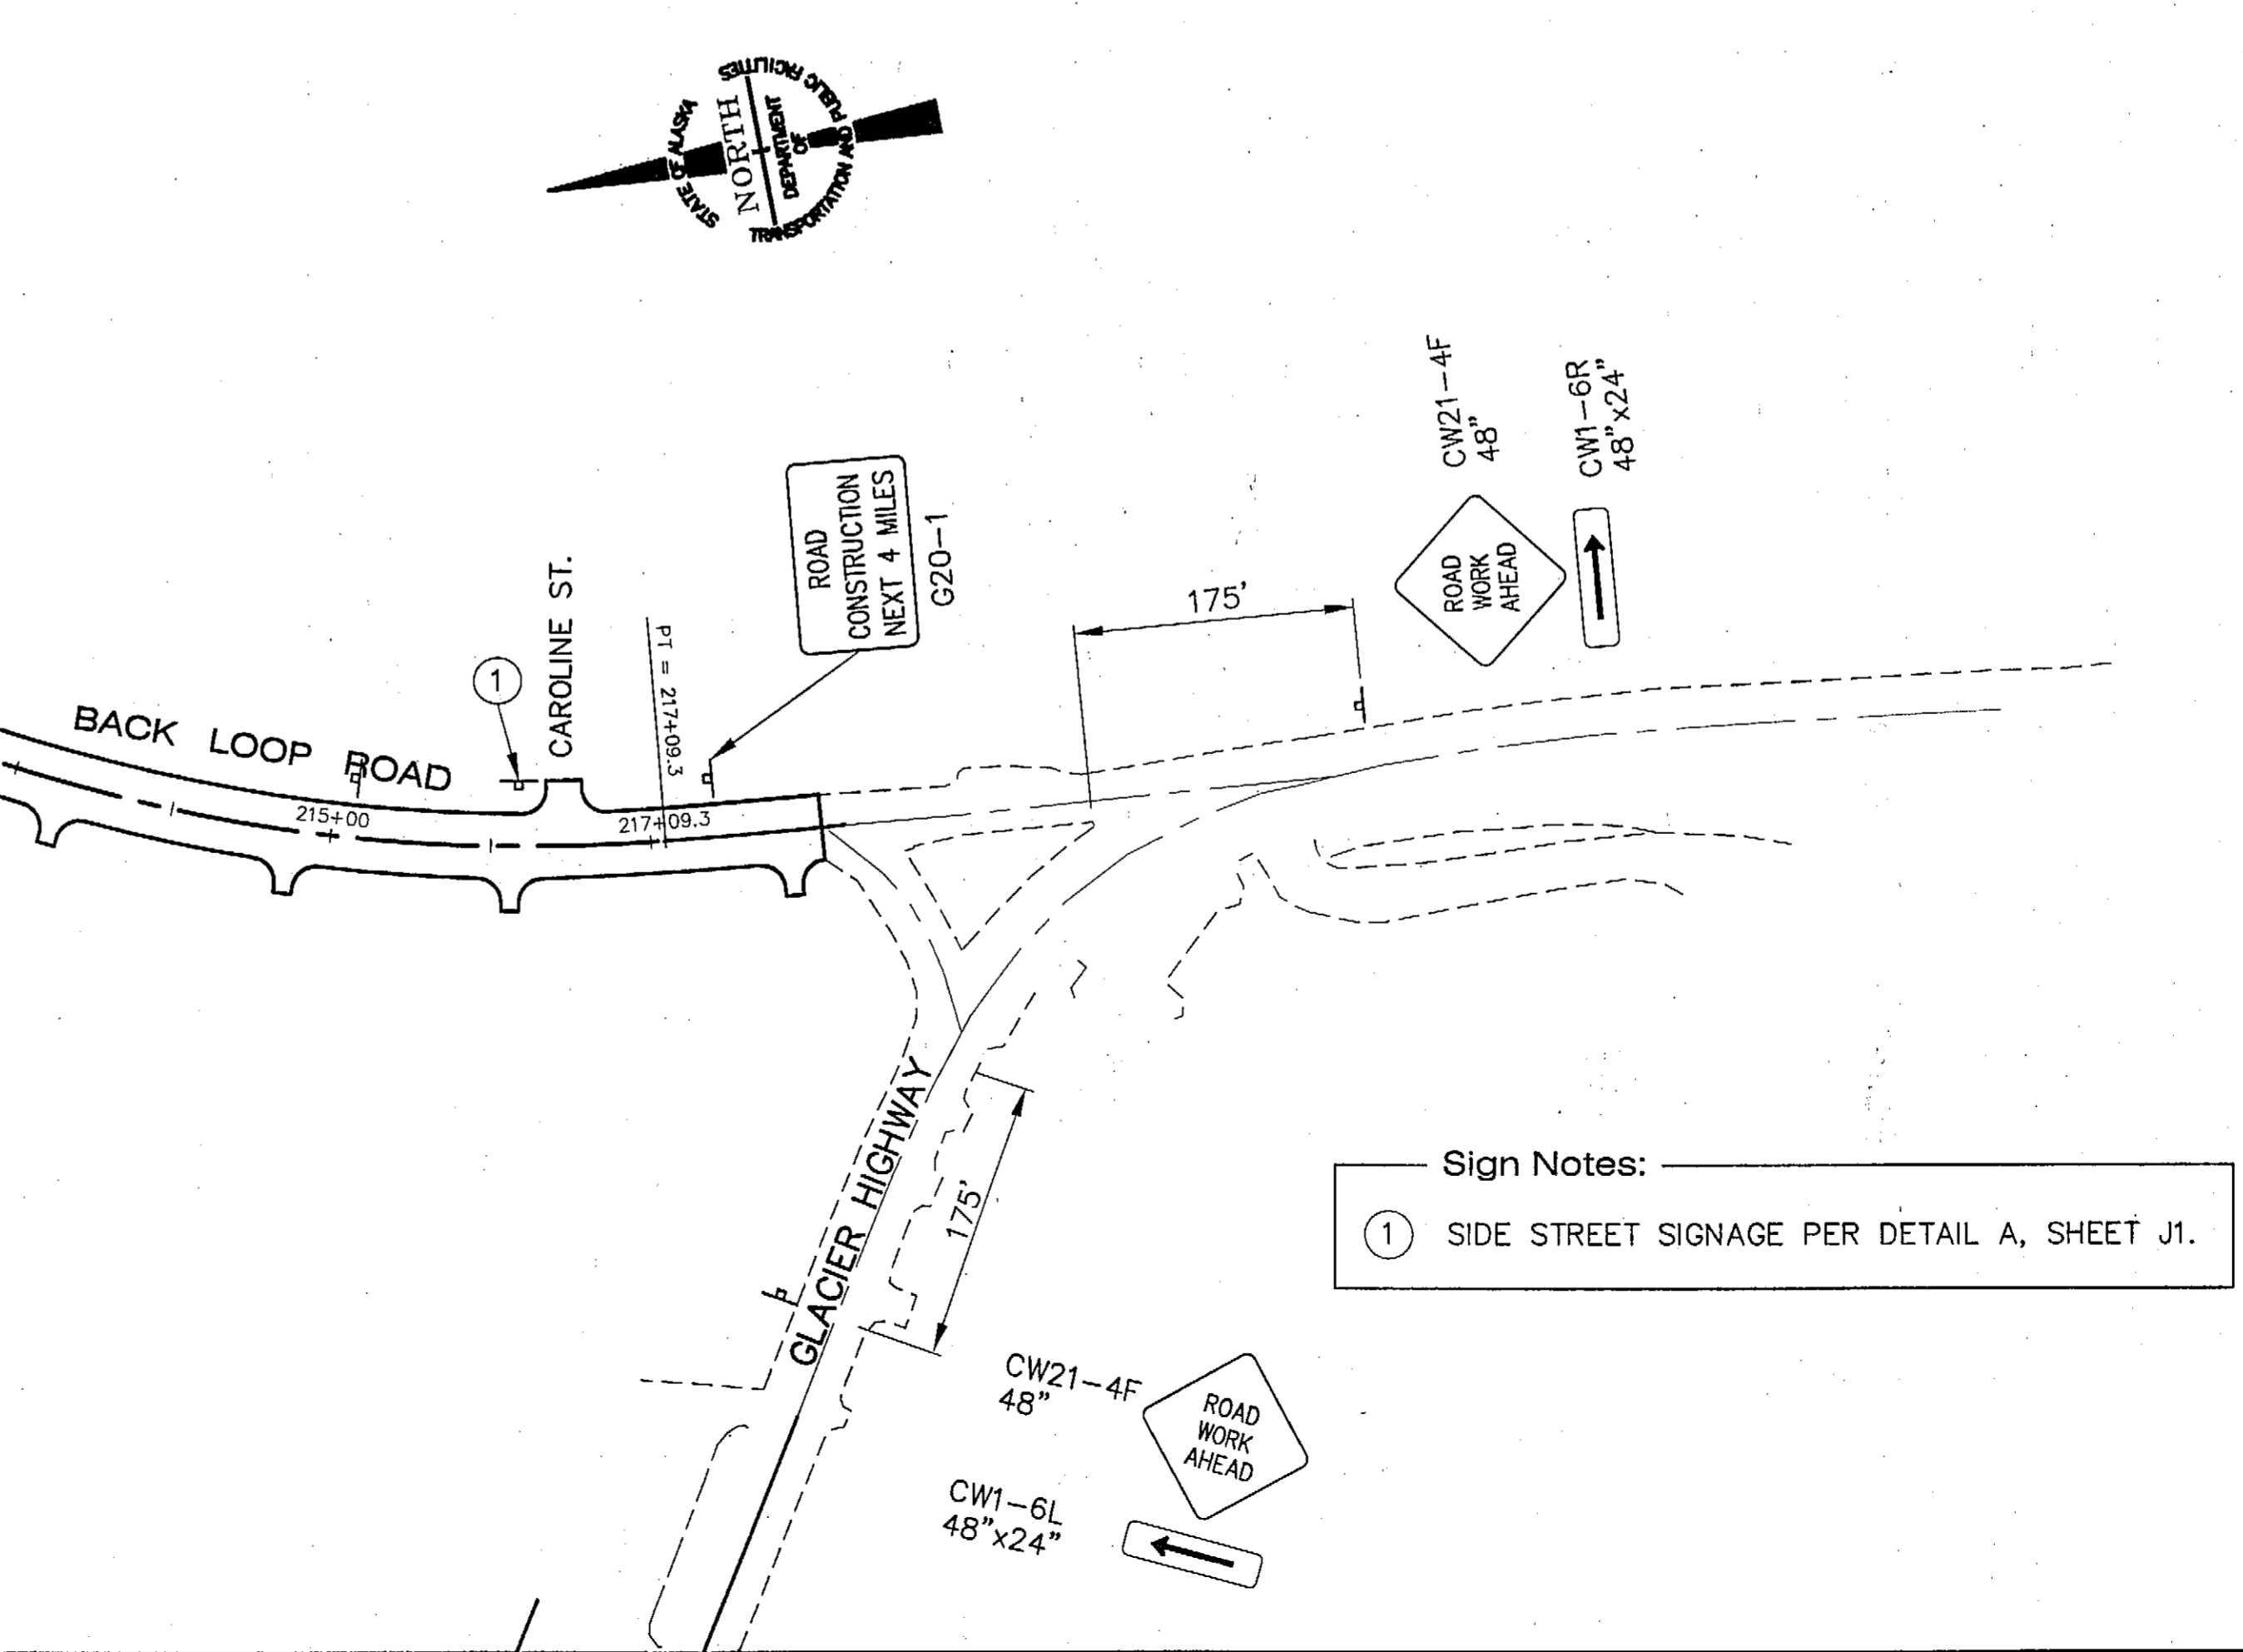 STATE OF ALASKA
NORTH
DEPARTMENT
OF
TRANSPORTATION AND PUBLIC FACILITIES
CW21-4F
48"
CW1-6R
48"x24"
ROAD
WORK
AHEAD
ROAD
CONSTRUCTION
NEXT 4 MILES
G20-1
175'
CAROLINE ST.
1
PT = 217+09.3
BACK LOOP ROAD
215+00
217+09.3
GLACIER HIGHWAY
175'
Sign Notes:
1 SIDE STREET SIGNAGE PER DETAIL A, SHEET J1.
CW21-4F
48"
ROAD
WORK
AHEAD
CW1-6L
48"x24"